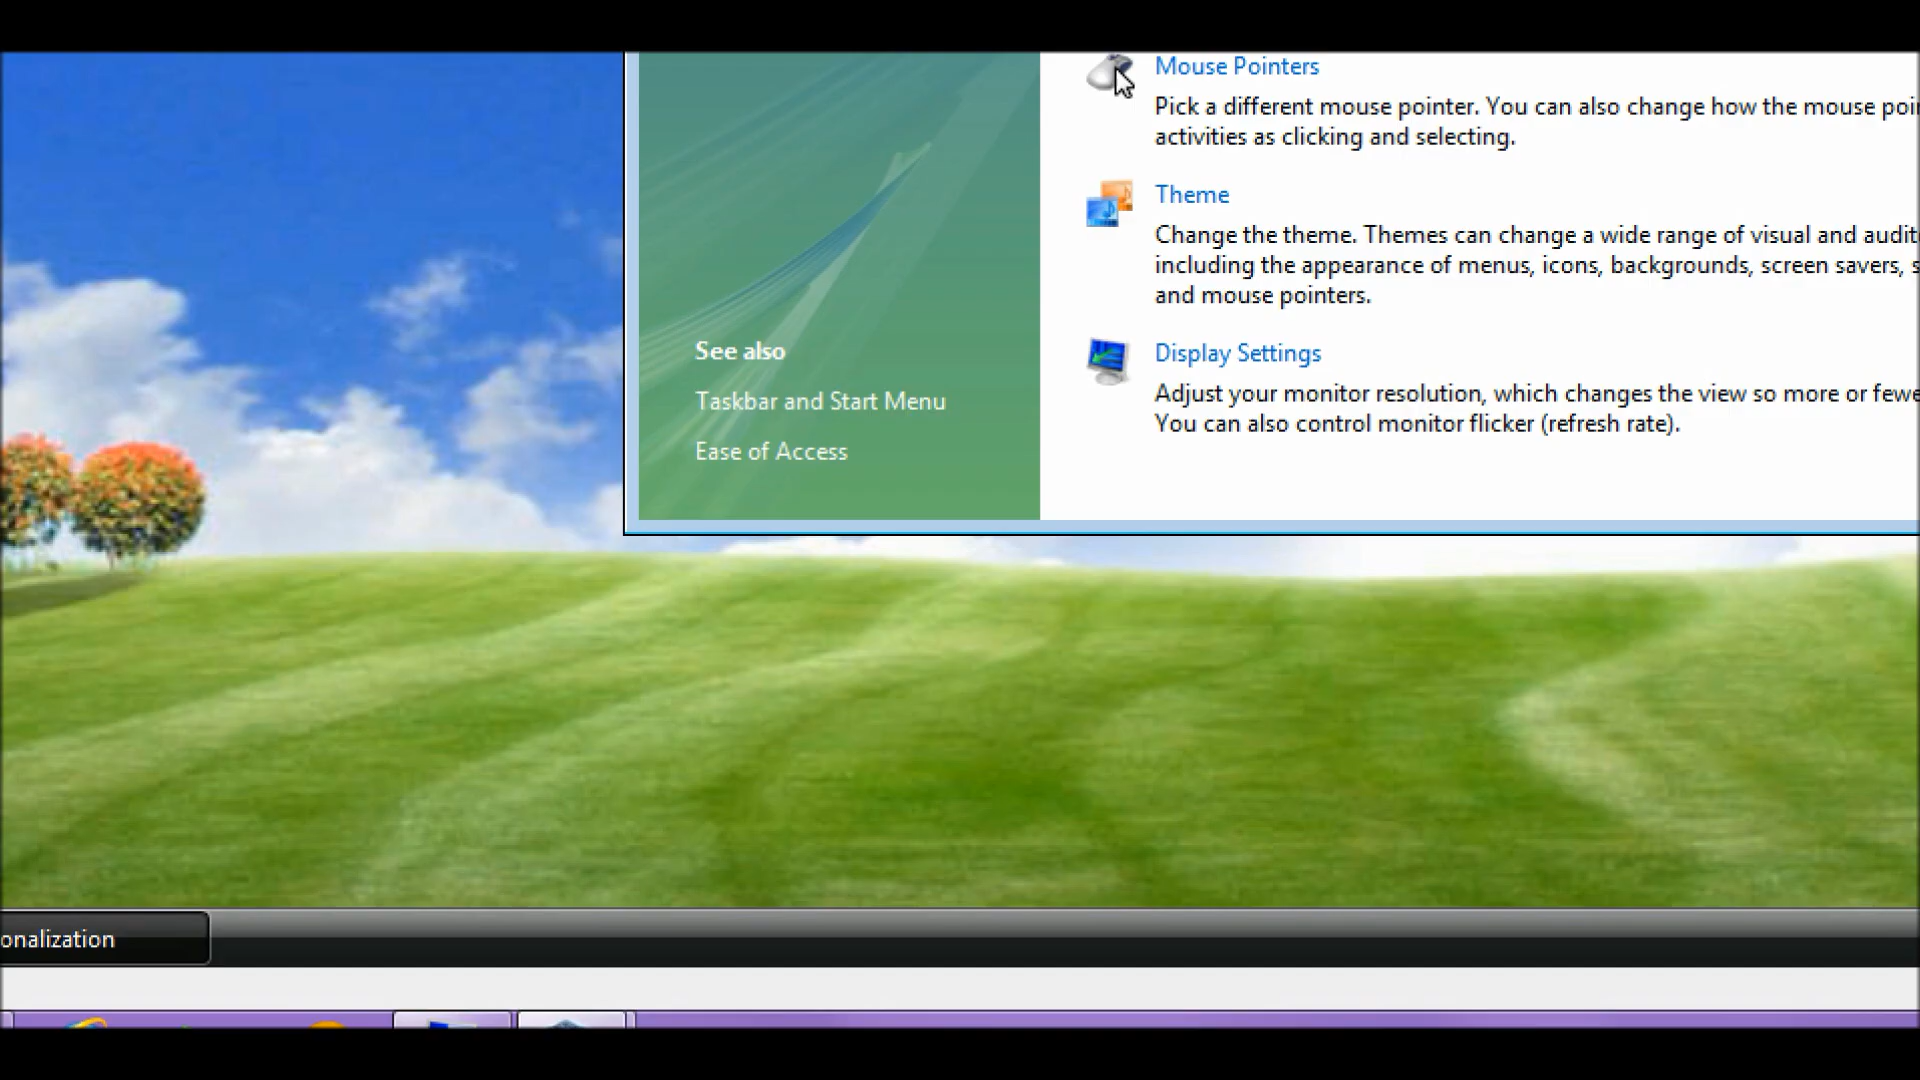 Mouse Pointers
Pick a different mouse pointer. You can also change how the mouse
activities as clicking and selecting.
Theme
Change the theme. Themes can change a wide range of visual and
including the appearance of menus, icons, backgrounds, screen savers,
and mouse pointers.
Display Settings
Adjust your monitor resolution, which changes the view so more or
You can also control monitor flicker (refresh rate).
See also
Taskbar and Start Menu
Ease of Access
onalization